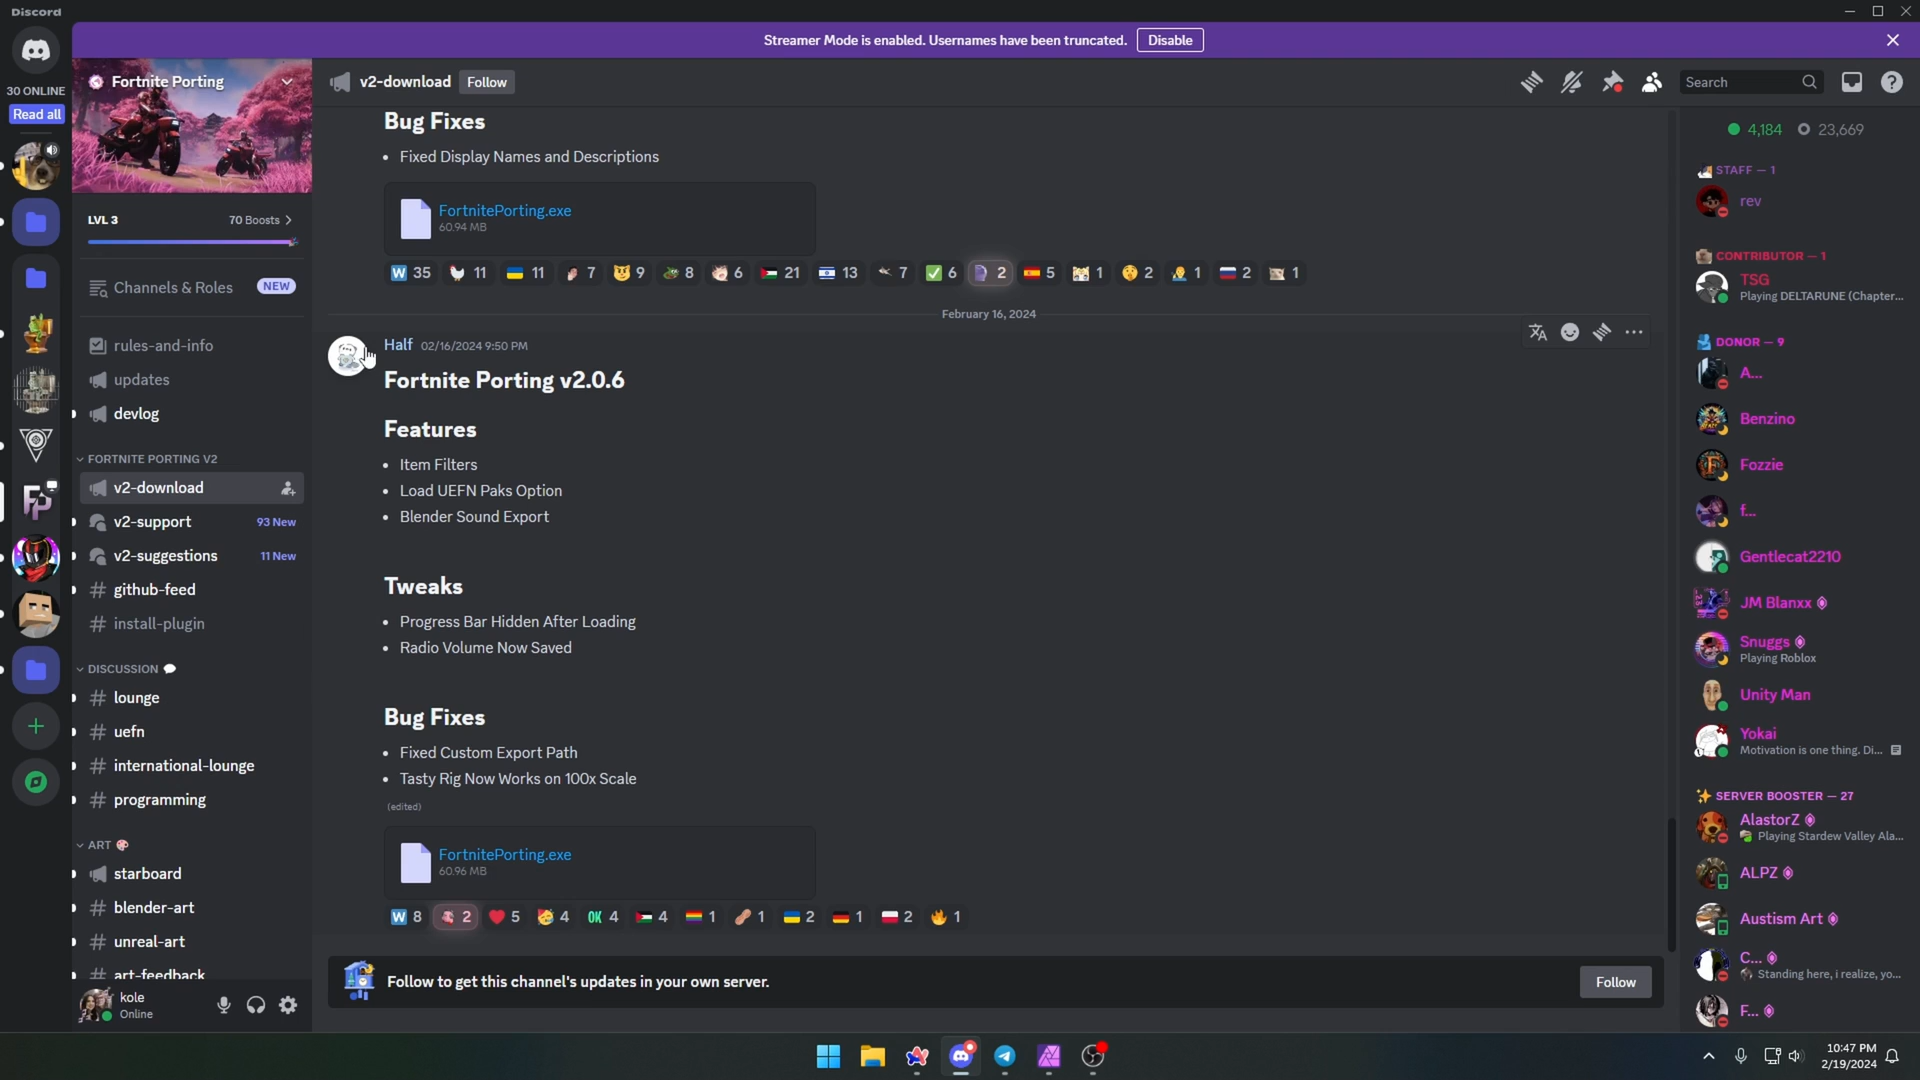 Discord
Streamer Mode is enabled. Usernames have been truncated. Disable
30 ONLINE
Read all
Fortnite Porting
LVL 3 70 Boosts
Channels & Roles NEW
rules-and-info
updates
devlog
FORTNITE PORTING V2
v2-download
v2-support 93 New
v2-suggestions 11 New
github-feed
install-plugin
DISCUSSION
lounge
uefn
international-lounge
programming
ART
starboard
blender-art
unreal-art
art-feedback
kole
Online
v2-download Follow
Search
Bug Fixes
• Fixed Display Names and Descriptions
FortnitePorting.exe
60.94 MB
W 35 11 11 7 9 8 6 21 13 7 6 2 5 1 2 1 2 1
February 16, 2024
Half 02/16/2024 9:50 PM
Fortnite Porting v2.0.6
Features
• Item Filters
• Load UEFN Paks Option
• Blender Sound Export
Tweaks
• Progress Bar Hidden After Loading
• Radio Volume Now Saved
Bug Fixes
• Fixed Custom Export Path
• Tasty Rig Now Works on 100x Scale
(edited)
FortnitePorting.exe
60.96 MB
W 8 2 5 4 OK 4 4 1 1 2 1 2 1
Follow to get this channel's updates in your own server. Follow
4,184 23,669
STAFF — 1
rev
CONTRIBUTOR — 1
TSG
Playing DELTARUNE (Chapter...
DONOR — 9
A...
Benzino
Fozzie
f...
Gentlecat2210
JM Blanxx
Snuggs
Playing Roblox
Unity Man
Yokai
Motivation is one thing. Di...
SERVER BOOSTER — 27
AlastorZ
Playing Stardew Valley Ala...
ALPZ
Austism Art
C...
Standing here, i realize, yo...
F...
10:47 PM
2/19/2024